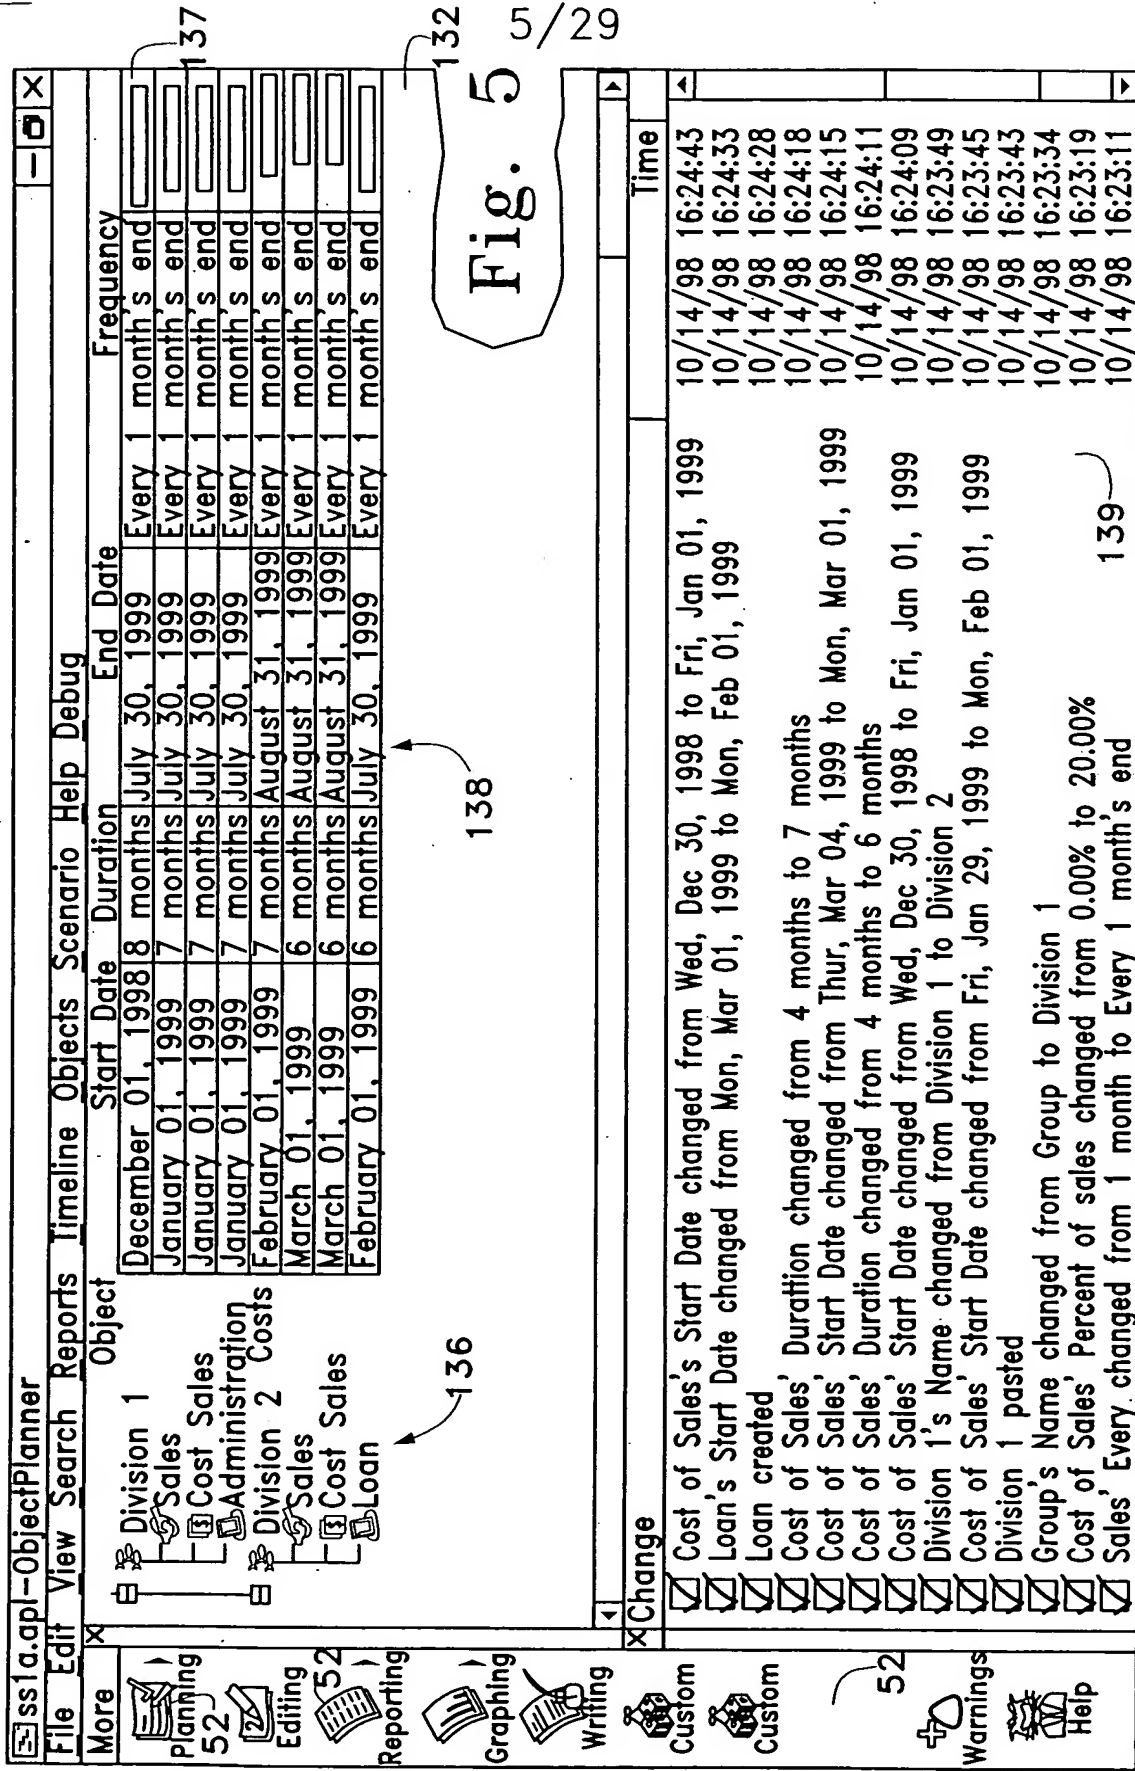 5/29
ss1a.apl-ObjectPlanner
File Edit View Search Reports Timeline Objects Scenario Help Debug
More
Planning
52
Editing
52
Reporting
Graphing
Writing
Custom
Custom
52
Warnings
Help
X
Object Start Date Duration End Date Frequency
Division 1 December 01, 1998 8 months July 30, 1999 Every 1 month's end
Sales January 01, 1999 7 months July 30, 1999 Every 1 month's end
Cost Sales January 01, 1999 7 months July 30, 1999 Every 1 month's end
Administration January 01, 1999 7 months July 30, 1999 Every 1 month's end
Division 2 Costs February 01, 1999 7 months August 31, 1999 Every 1 month's end
Sales March 01, 1999 6 months August 31, 1999 Every 1 month's end
Cost Sales March 01, 1999 6 months August 31, 1999 Every 1 month's end
Loan February 01, 1999 6 months July 30, 1999 Every 1 month's end
137
132
136
138
Fig. 5
X Change Time
Cost of Sales's Start Date changed from Wed, Dec 30, 1998 to Fri, Jan 01, 1999 10/14/98 16:24:43
Loan's Start Date changed from Mon, Mar 01, 1999 to Mon, Feb 01, 1999 10/14/98 16:24:33
Loan created 10/14/98 16:24:28
Cost of Sales' Durattion changed from 4 months to 7 months 10/14/98 16:24:18
Cost of Sales' Start Date changed from Thur, Mar 04, 1999 to Mon, Mar 01, 1999 10/14/98 16:24:15
Cost of Sales' Duration changed from 4 months to 6 months 10/14/98 16:24:11
Cost of Sales' Start Date changed from Wed, Dec 30, 1998 to Fri, Jan 01, 1999 10/14/98 16:24:09
Division 1's Name changed from Division 1 to Division 2 10/14/98 16:23:49
Cost of Sales' Start Date changed from Fri, Jan 29, 1999 to Mon, Feb 01, 1999 10/14/98 16:23:45
Division 1 pasted 10/14/98 16:23:43
Group's Name changed from Group to Division 1 10/14/98 16:23:34
Cost of Sales' Percent of sales changed from 0.00% to 20.00% 10/14/98 16:23:19
Sales' Every changed from 1 month to Every 1 month's end 10/14/98 16:23:11
139